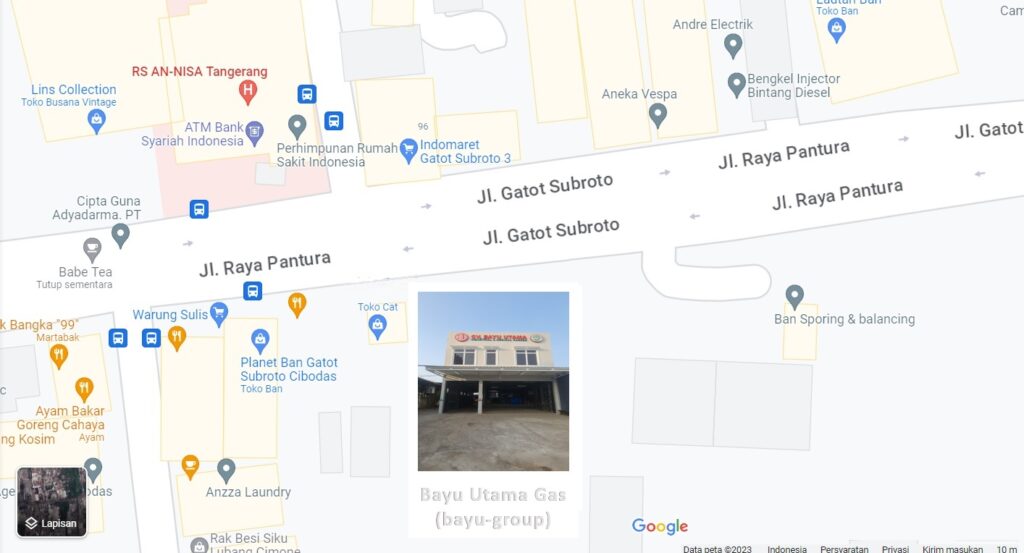 Lautan Ban
Toko Ban
Cam
Andre Electrik
RS AN-NISA Tangerang
Lins Collection
Toko Busana Vintage
Bengkel Injector
Bintang Diesel
Aneka Vespa
ATM Bank
Syariah Indonesia
96
Perhimpunan Rumah
Sakit Indonesia
Indomaret
Gatot Subroto 3
Jl. Gatot
Jl. Raya Pantura
Jl. Gatot Subroto
Jl. Raya Pantura
Cipta Guna
Adyadarma. PT
Jl. Gatot Subroto
Jl. Raya Pantura
Babe Tea
Tutup sementara
Warung Sulis
Toko Cat
Ban Sporing & balancing
k Bangka "99"
Martabak
BAYU UTAMA
Planet Ban Gatot
Subroto Cibodas
Toko Ban
Ayam Bakar
Goreng Cahaya
ng Kosim
Ayam
Anzza Laundry
Bayu Utama Gas
(bayu-group)
Lapisan
Rak Besi Siku
Lubang Cimone
Google
Data peta ©2023
Indonesia
Persyaratan
Privasi
Kirim masukan
10 m